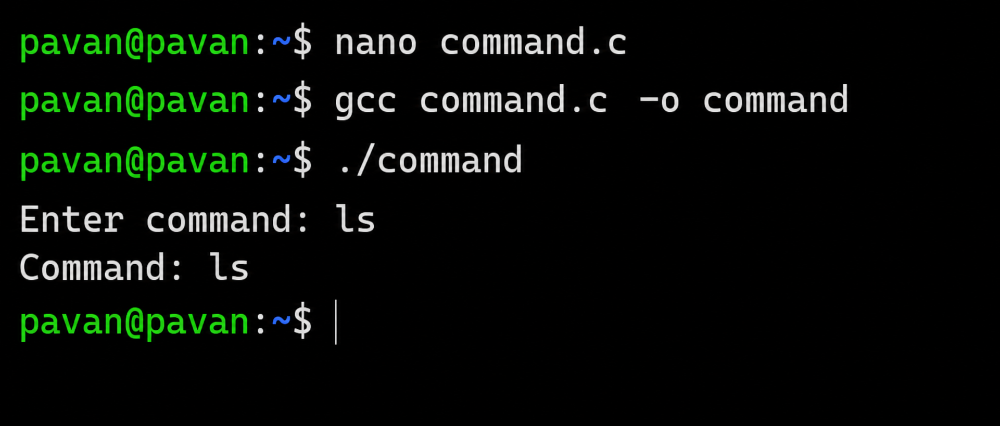 pavan@pavan:~$ nano command.c
pavan@pavan:~$ gcc command.c -o command
pavan@pavan:~$ ./command
Enter command: ls
Command: ls
pavan@pavan:~$